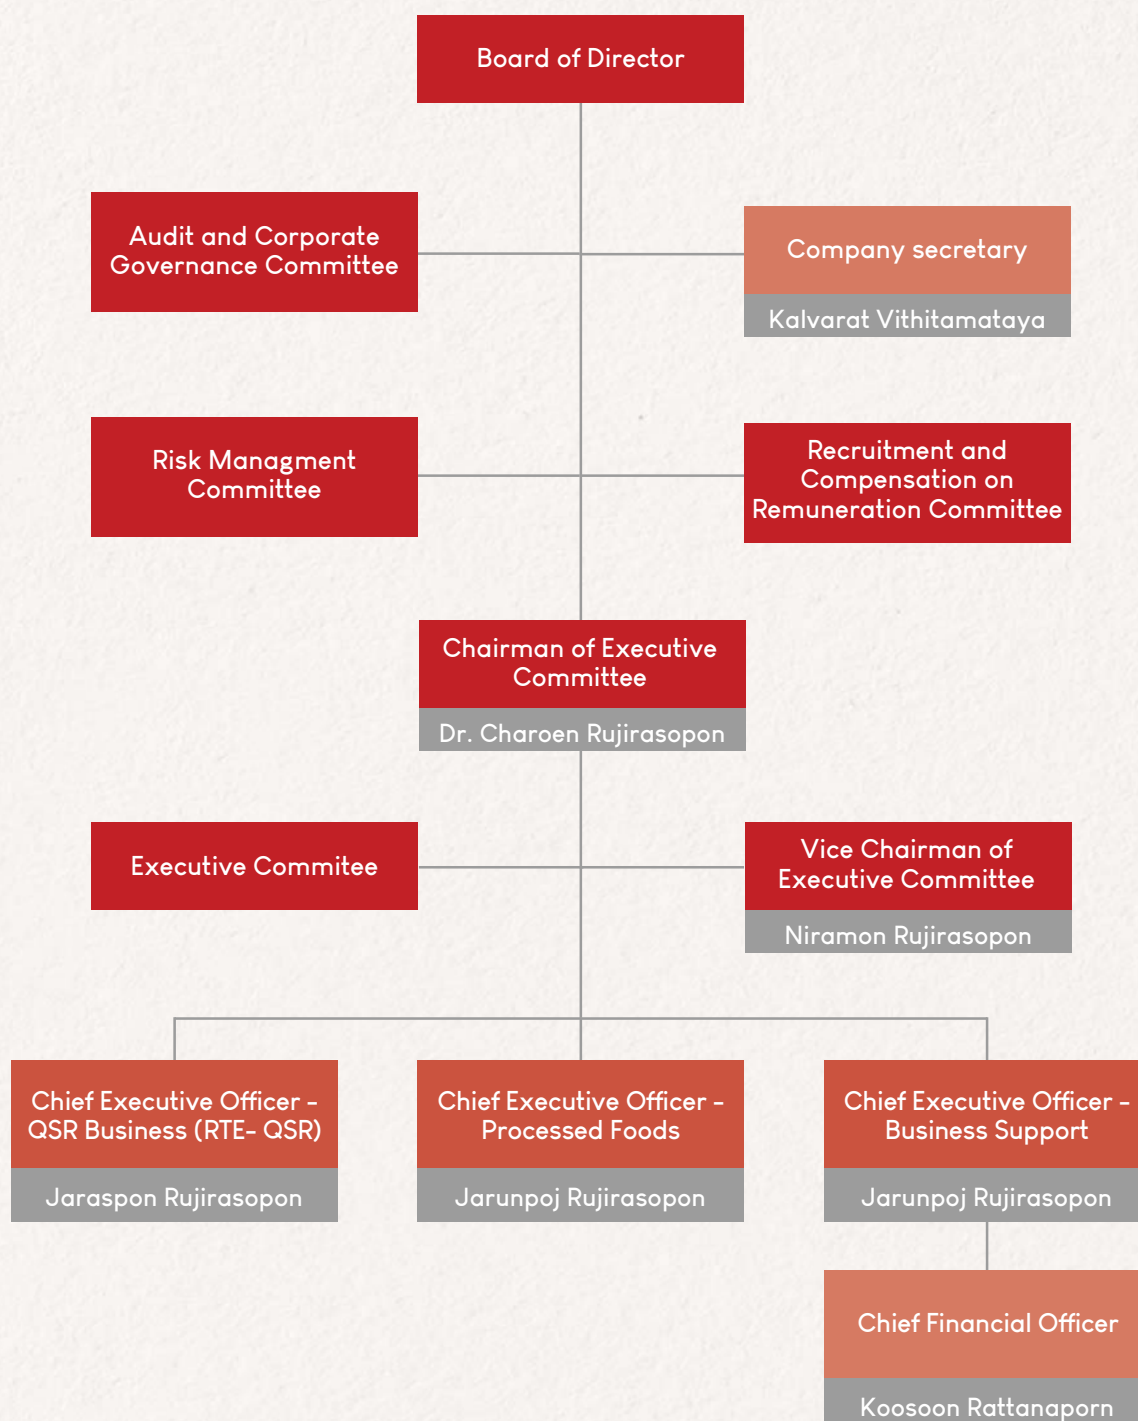 Board of Director
Audit and Corporate
Governance Committee
Company secretary
Kalvarat Vithitamataya
Risk Managment
Committee
Recruitment and
Compensation on
Remuneration Committee
Chairman of Executive
Committee
Dr. Charoen Rujirasopon
Executive Commitee
Vice Chairman of
Executive Committee
Niramon Rujirasopon
Chief Executive Officer -
QSR Business (RTE- QSR)
Jaraspon Rujirasopon
Chief Executive Officer -
Processed Foods
Jarunpoj Rujirasopon
Chief Executive Officer -
Business Support
Jarunpoj Rujirasopon
Chief Financial Officer
Koosoon Rattanaporn